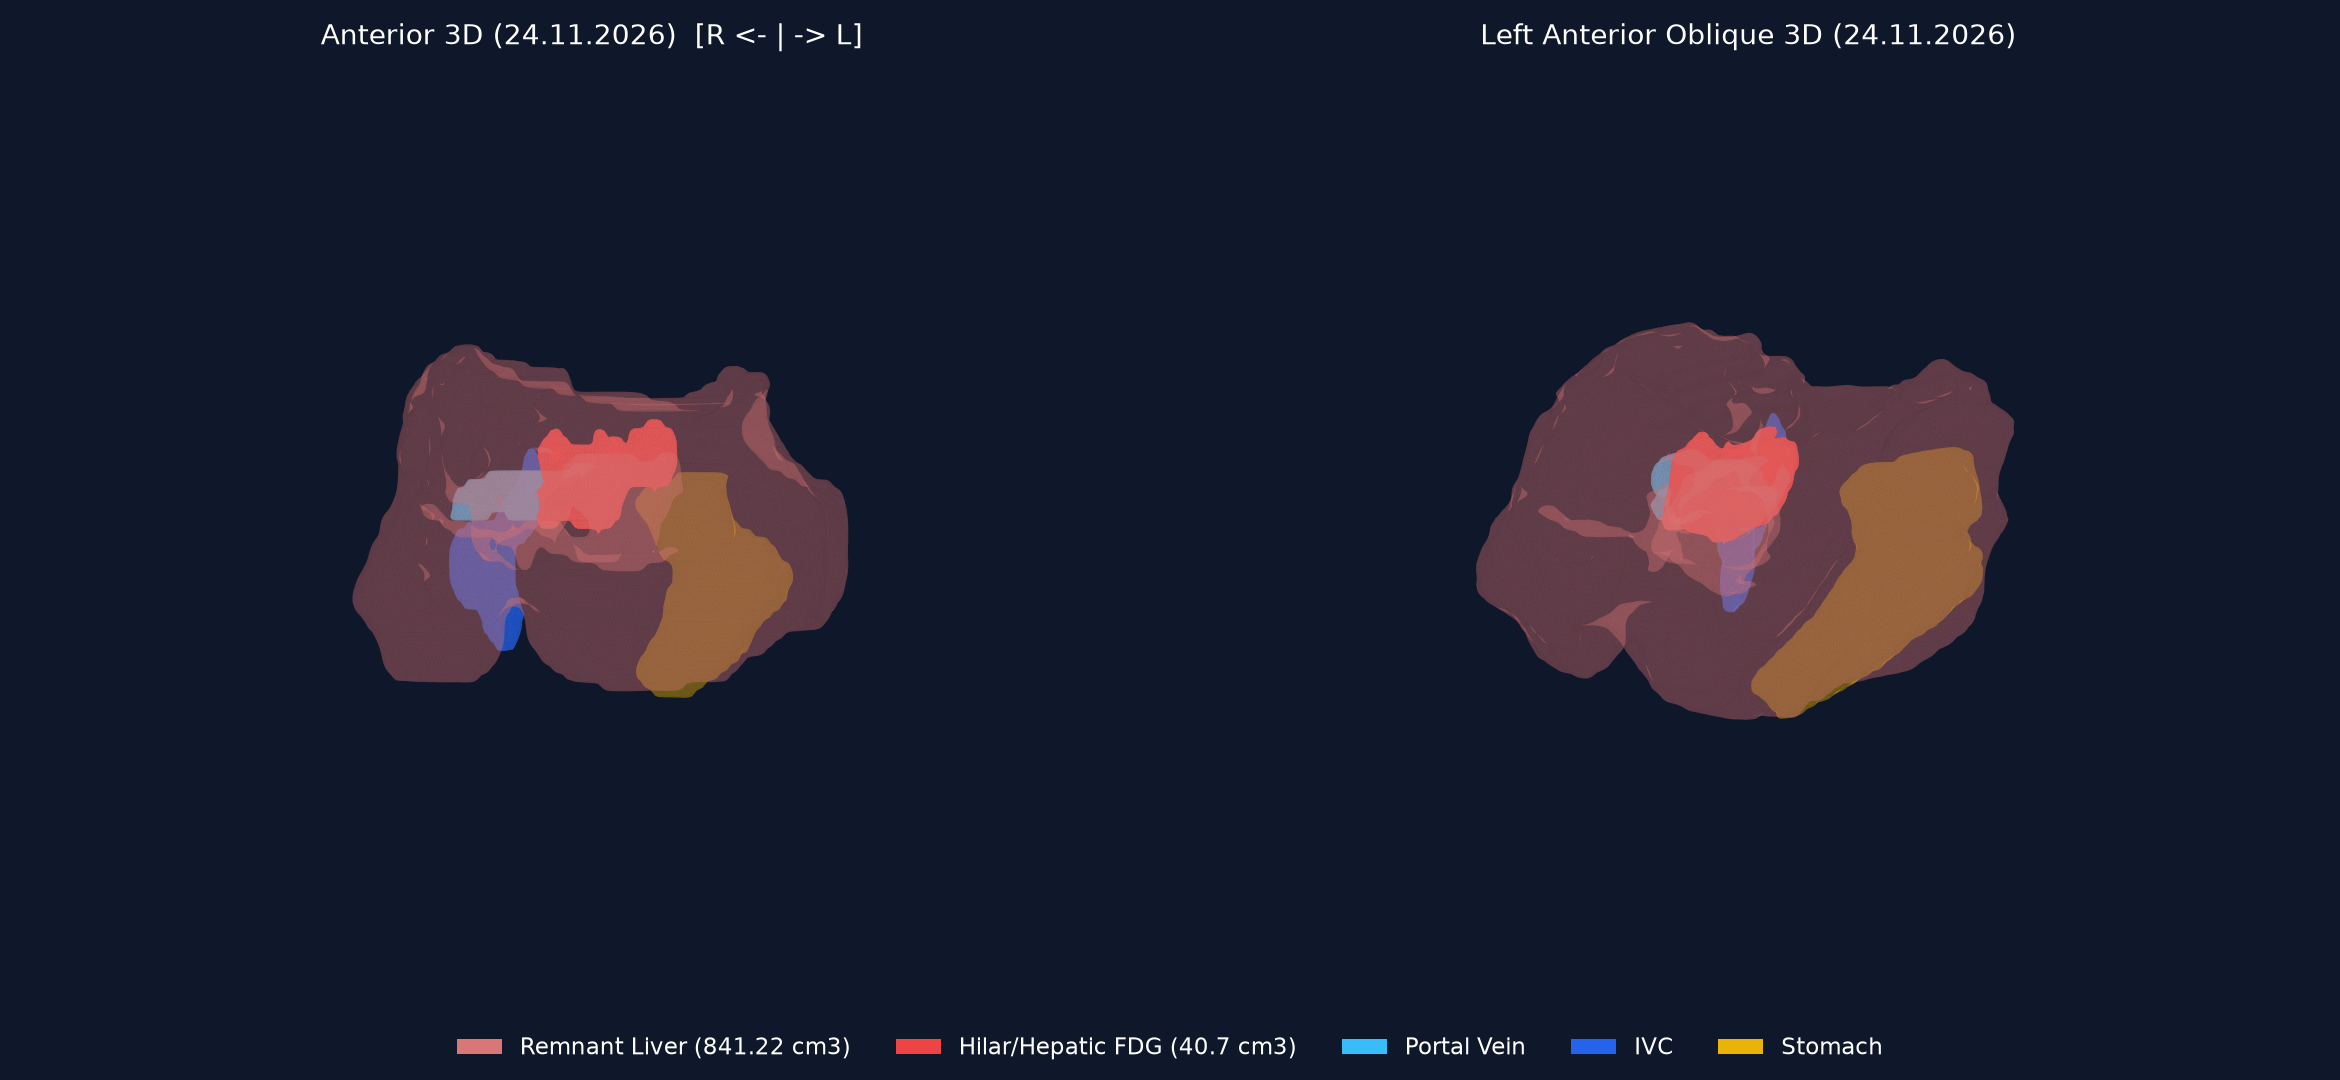 Anterior 3D (24.11.2026)  [R <- | -> L]
Left Anterior Oblique 3D (24.11.2026)
Remnant Liver (841.22 cm3)
Hilar/Hepatic FDG (40.7 cm3)
Portal Vein
IVC
Stomach